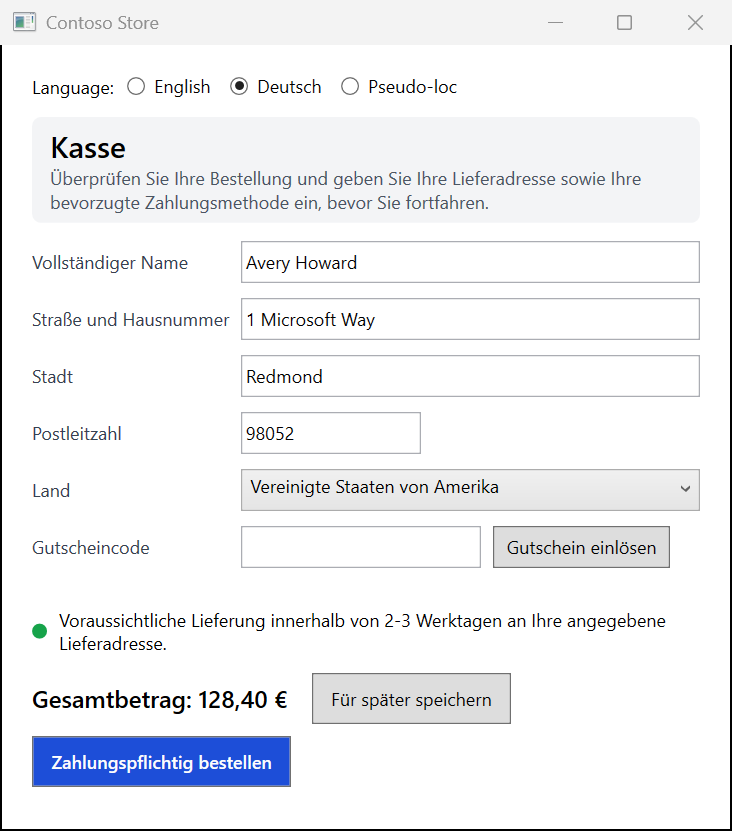 Contoso Store
Language: English Deutsch Pseudo-loc
Kasse
Überprüfen Sie Ihre Bestellung und geben Sie Ihre Lieferadresse sowie Ihre
bevorzugte Zahlungsmethode ein, bevor Sie fortfahren.
Vollständiger Name Avery Howard
Straße und Hausnummer 1 Microsoft Way
Stadt Redmond
Postleitzahl 98052
Land Vereinigte Staaten von Amerika
Gutscheincode Gutschein einlösen
Voraussichtliche Lieferung innerhalb von 2-3 Werktagen an Ihre angegebene
Lieferadresse.
Gesamtbetrag: 128,40 € Für später speichern
Zahlungspflichtig bestellen